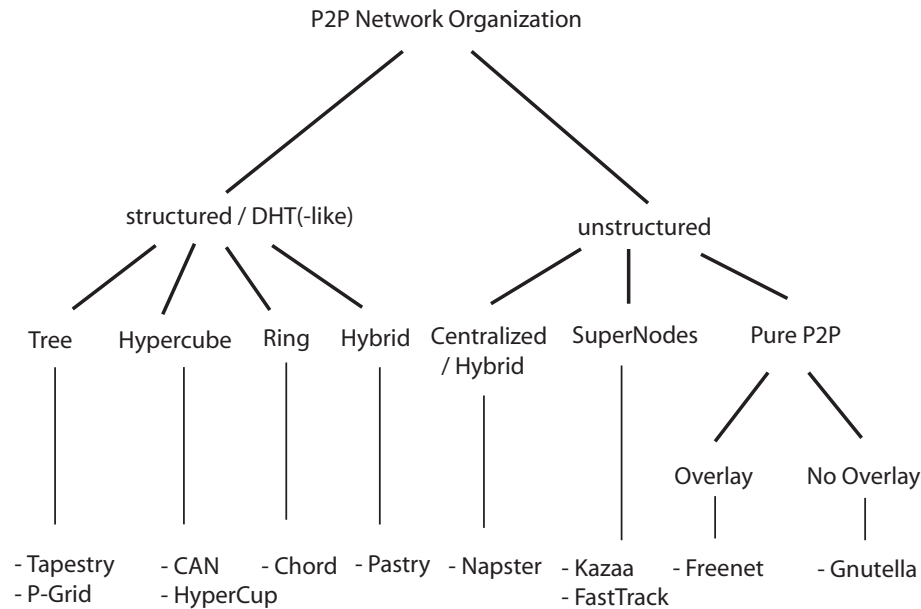 P2P Network Organization
structured / DHT(-like)
unstructured
Tree
Hypercube
Ring
Hybrid
Centralized
/ Hybrid
SuperNodes
Pure P2P
Overlay
No Overlay
- Tapestry
- P-Grid
- CAN
- HyperCup
- Chord
- Pastry
- Napster
- Kazaa
- FastTrack
- Freenet
- Gnutella